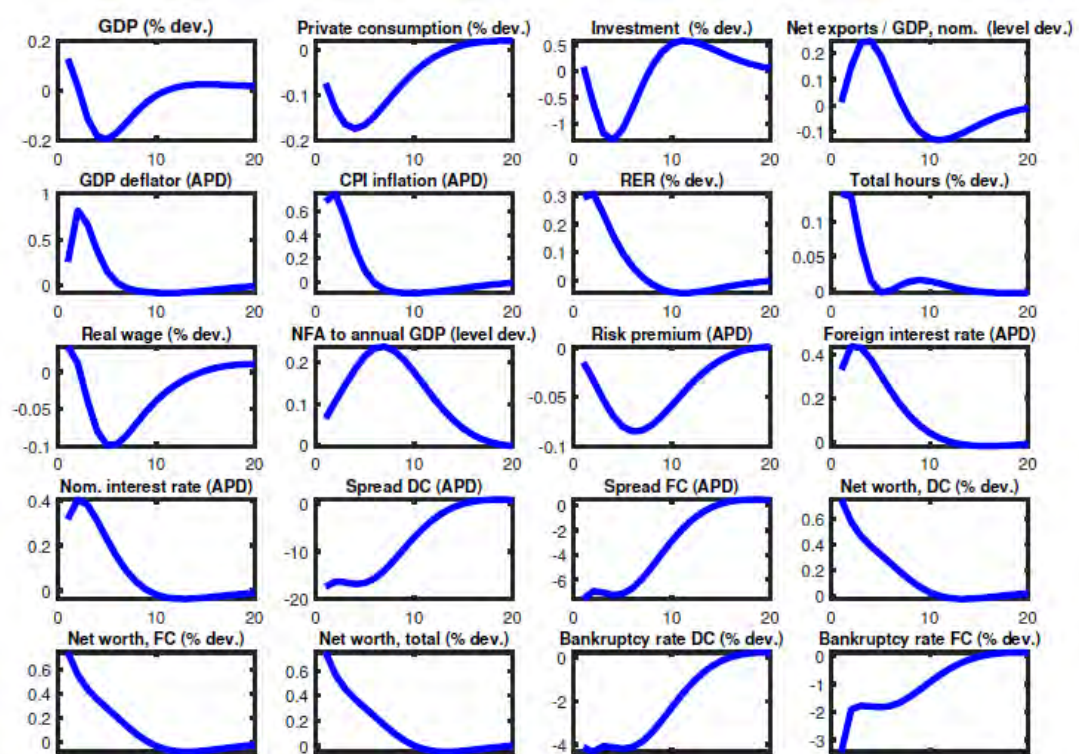 GDP (% dev.)
0.2
0
-0.2
0 10 20
Private consumption (% dev.)
0
-0.1
-0.2
0 10 20
Investment (% dev.)
0.5
0
-0.5
-1
0 10 20
Net exports / GDP, nom. (level dev.)
0.2
0.1
0
-0.1
0 10 20
GDP deflator (APD)
1
0.5
0
0 10 20
CPI inflation (APD)
0.6
0.4
0.2
0
0 10 20
RER (% dev.)
0.3
0.2
0.1
0
0 10 20
Total hours (% dev.)
0.1
0.05
0
0 10 20
Real wage (% dev.)
0
-0.05
-0.1
0 10 20
NFA to annual GDP (level dev.)
0.2
0.1
0
0 10 20
Risk premium (APD)
0
-0.05
-0.1
0 10 20
Foreign interest rate (APD)
0.4
0.2
0
0 10 20
Nom. interest rate (APD)
0.4
0.2
0
0 10 20
Spread DC (APD)
0
-10
-20
0 10 20
Spread FC (APD)
0
-2
-4
-6
0 10 20
Net worth, DC (% dev.)
0.6
0.4
0.2
0
0 10 20
Net worth, FC (% dev.)
0.6
0.4
0.2
0
Net worth, total (% dev.)
0.6
0.4
0.2
0
Bankruptcy rate DC (% dev.)
0
-2
-4
Bankruptcy rate FC (% dev.)
0
-1
-2
-3